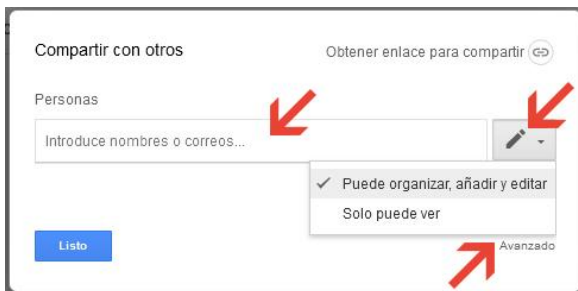 Compartir con otros
Obtener enlace para compartir
Personas
Introduce nombres o correos...
Puede organizar, añadir y editar
Solo puede ver
Listo
Avanzado